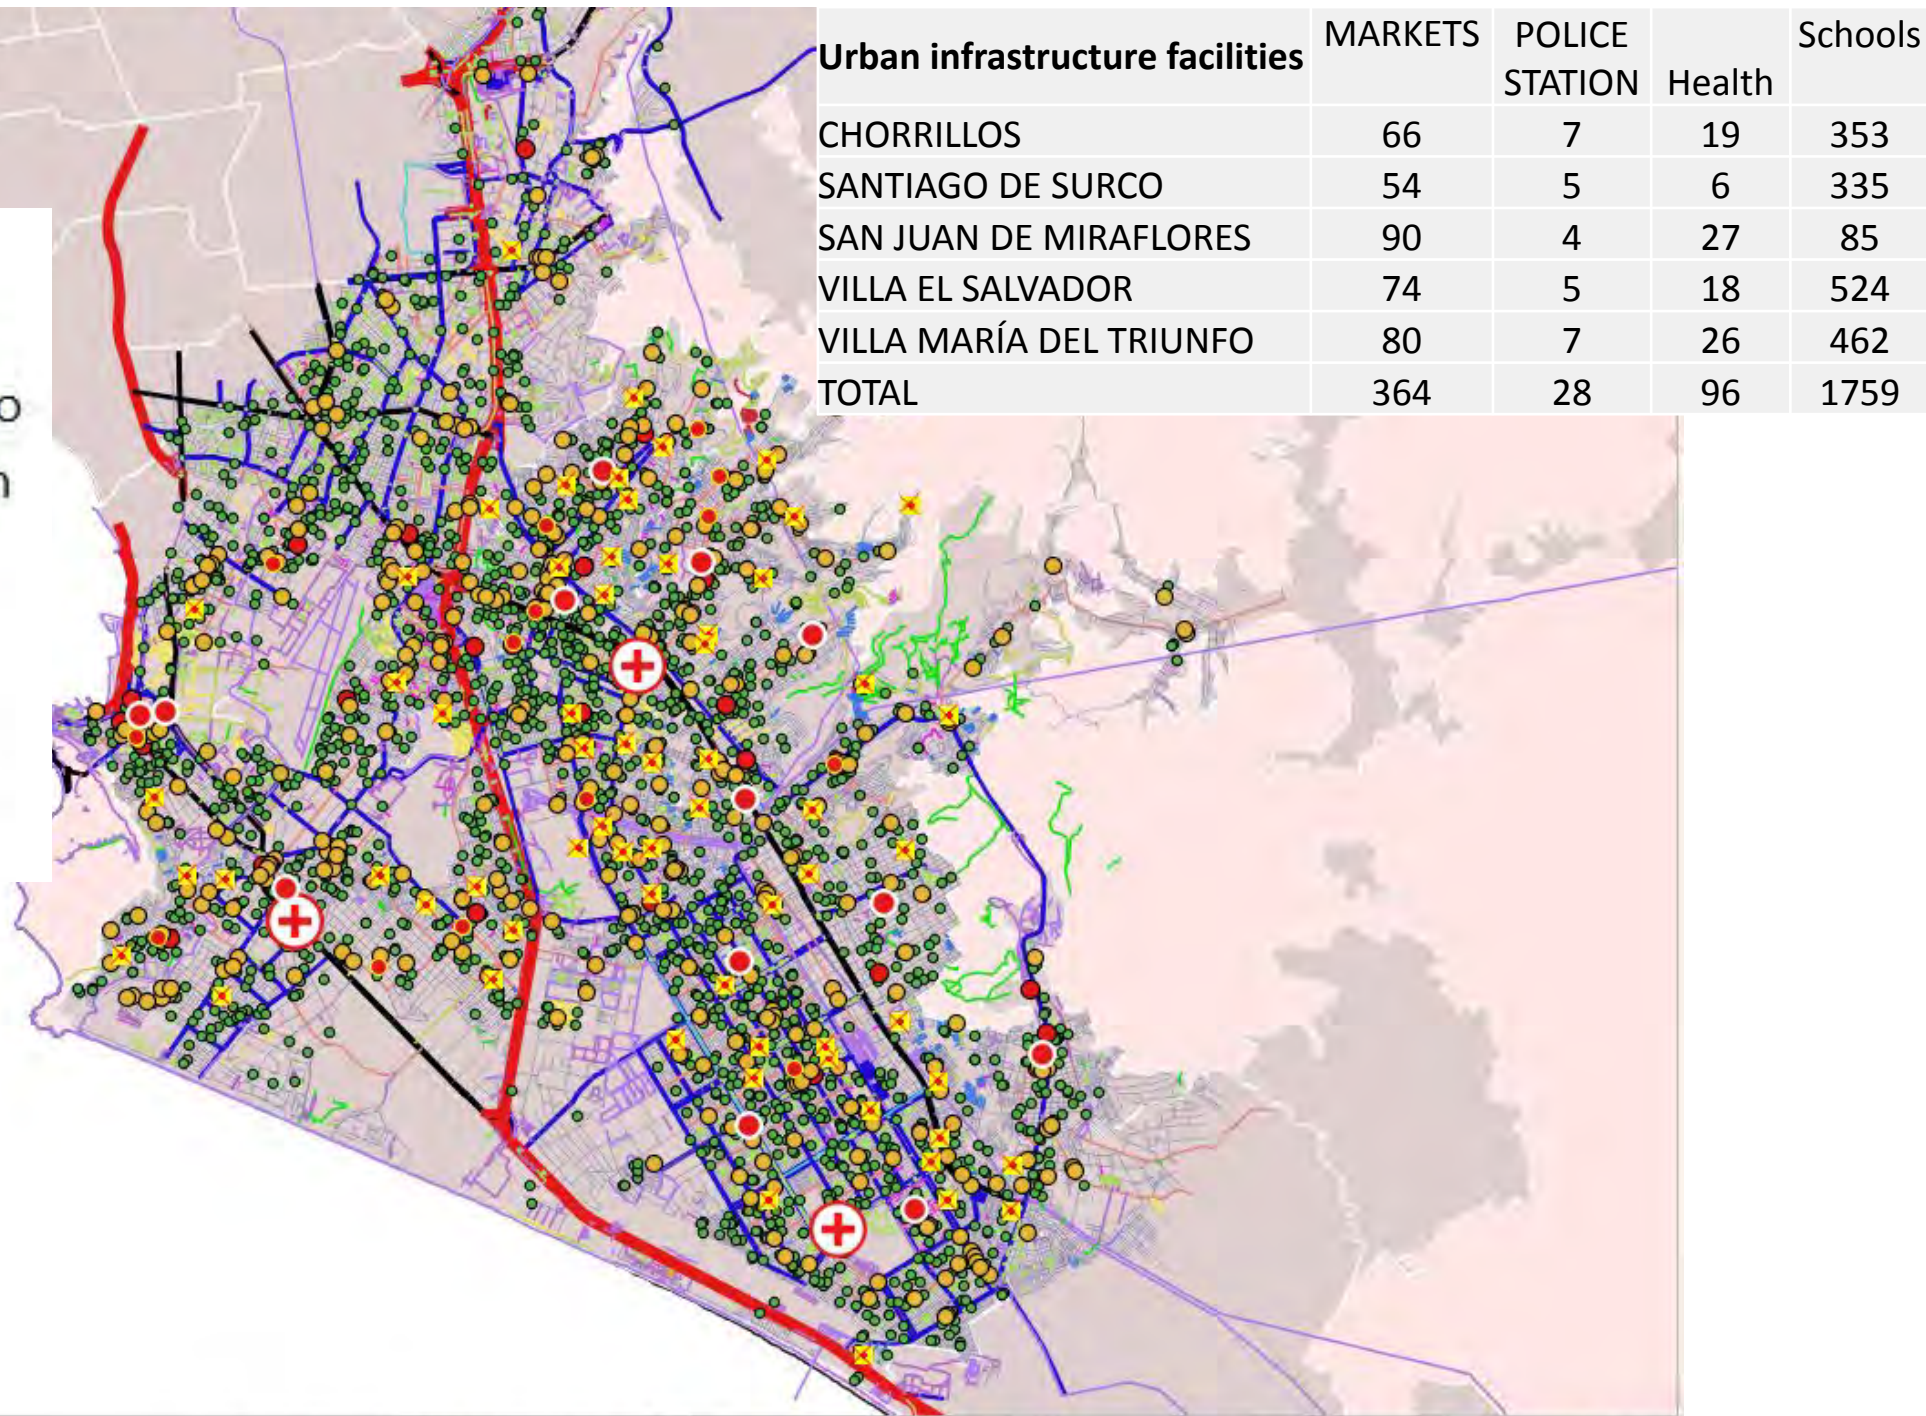 Urban infrastructure facilities MARKETS POLICE STATION Health Schools
CHORRILLOS 66 7 19 353
SANTIAGO DE SURCO 54 5 6 335
SAN JUAN DE MIRAFLORES 90 4 27 85
VILLA EL SALVADOR 74 5 18 524
VILLA MARÍA DEL TRIUNFO 80 7 26 462
TOTAL 364 28 96 1759
o